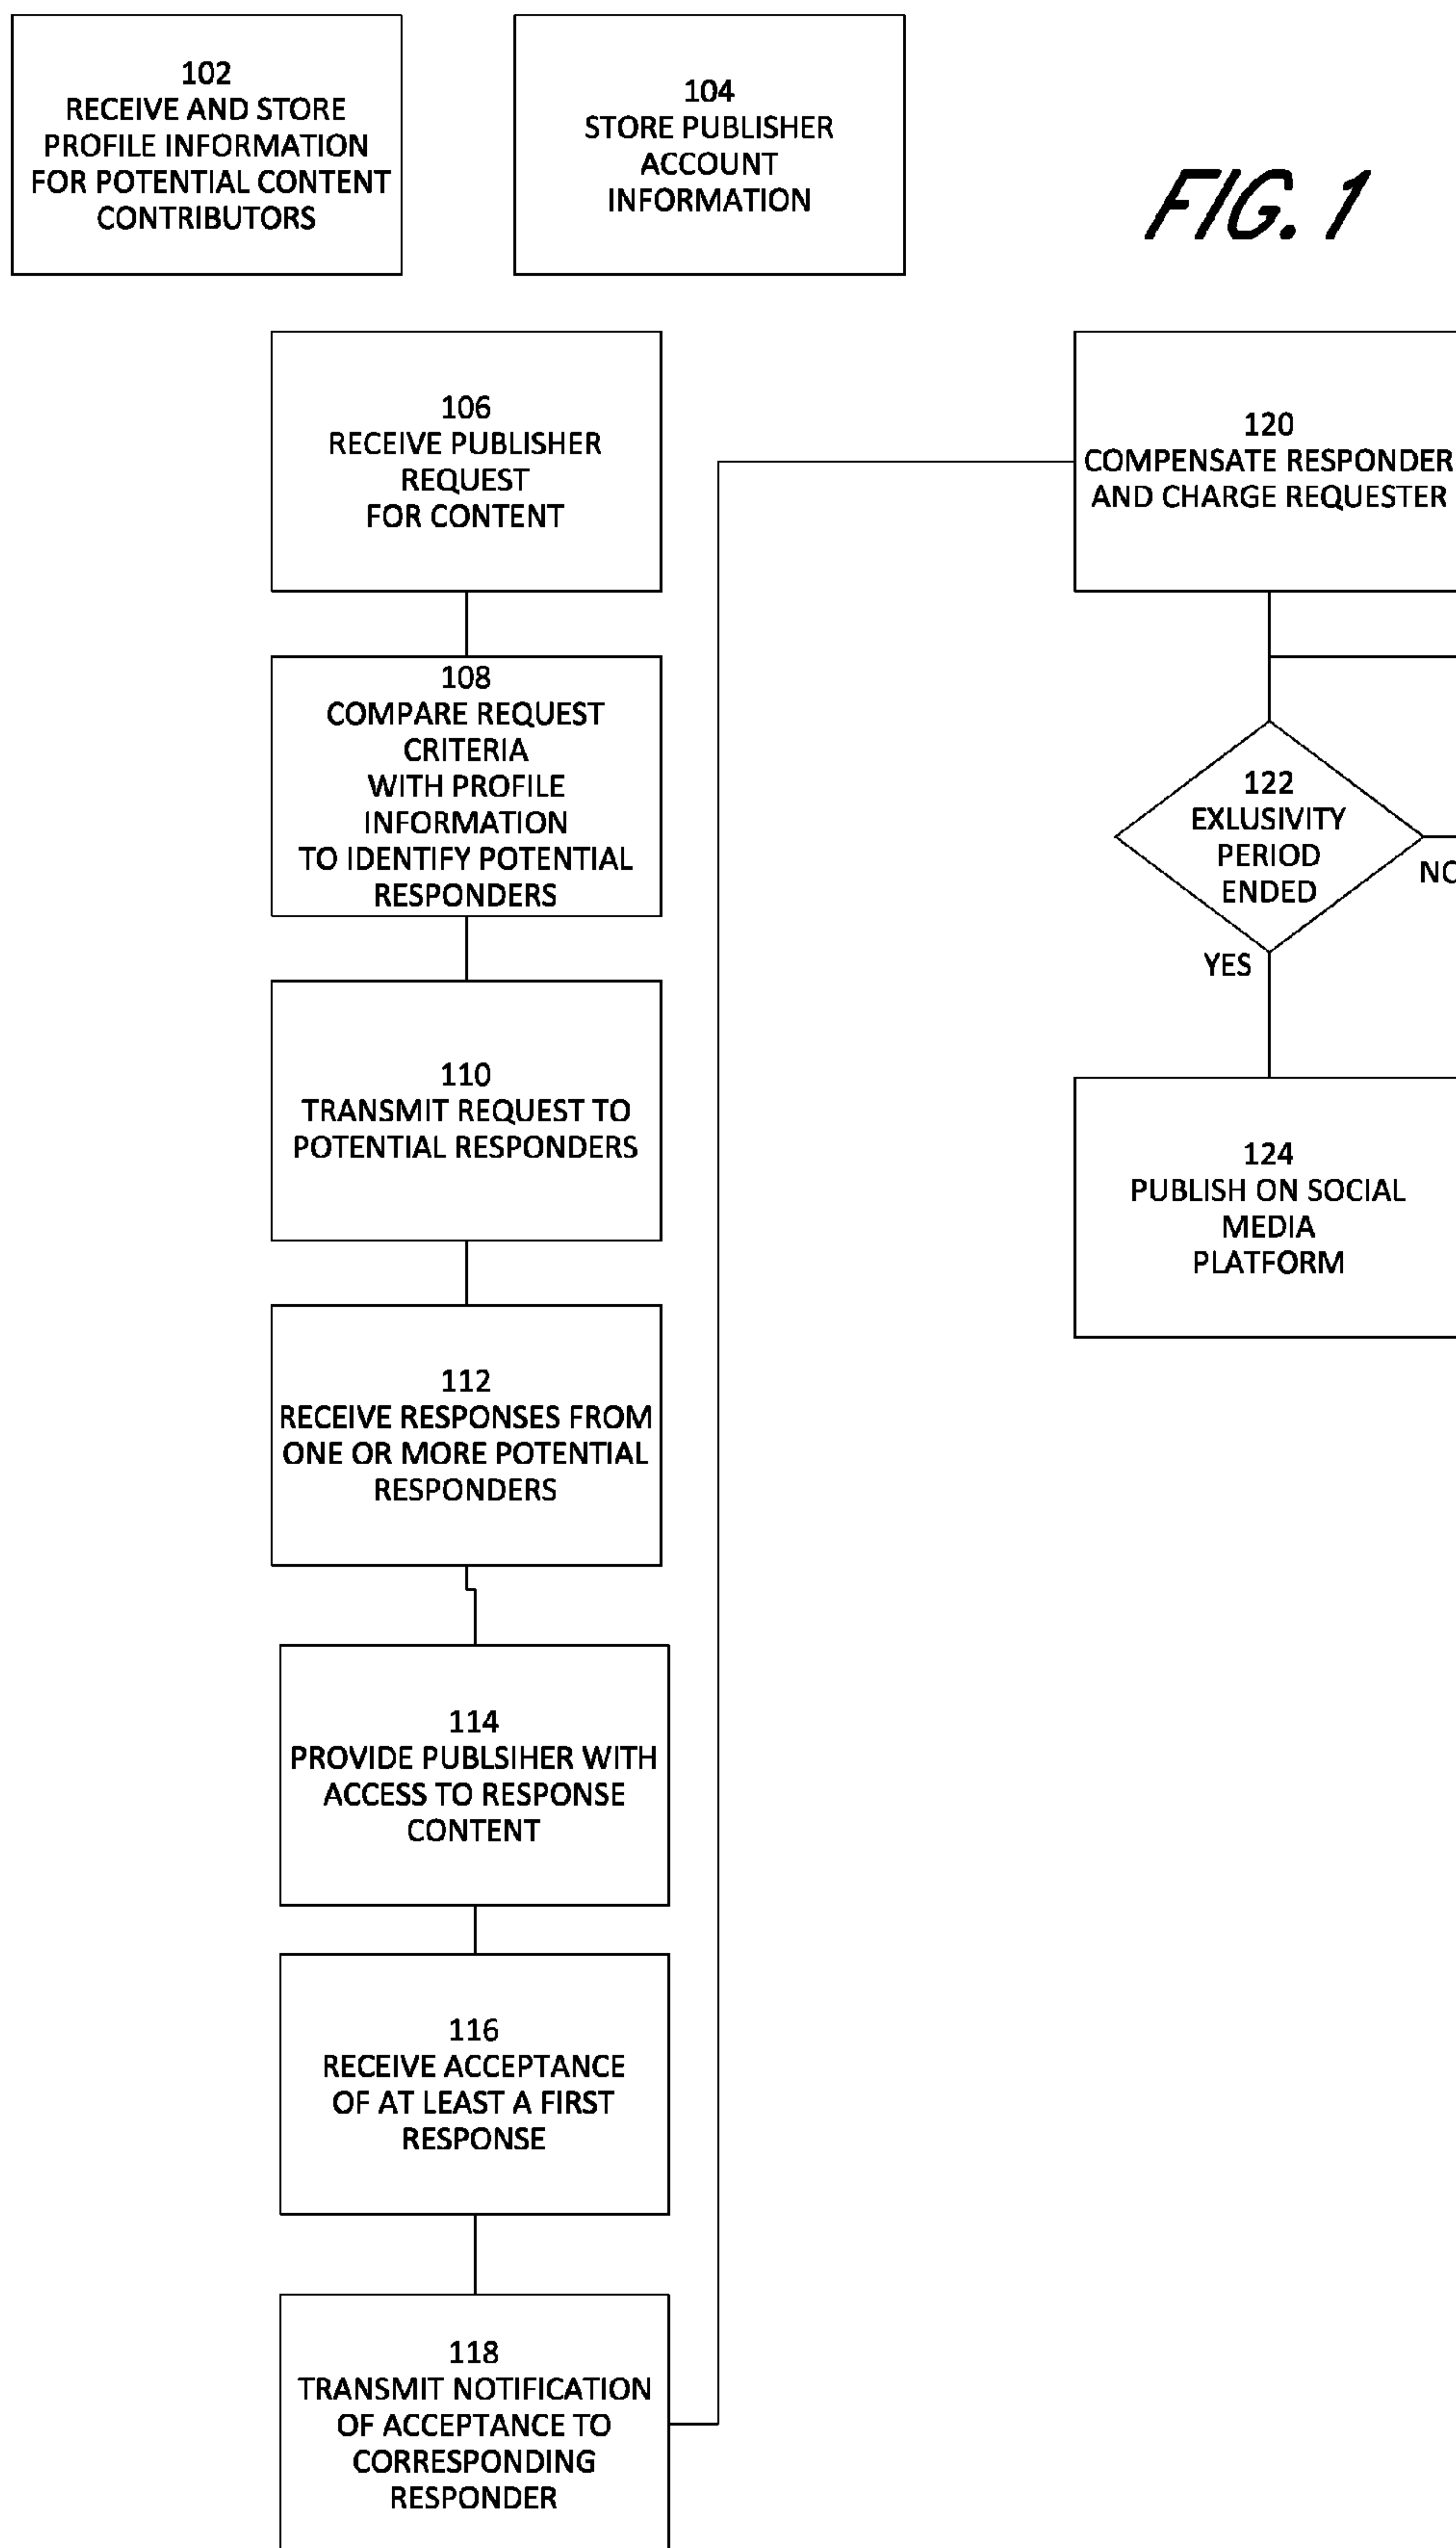 102
RECEIVE AND STORE
PROFILE INFORMATION
FOR POTENTIAL CONTENT
CONTRIBUTORS
104
STORE PUBLISHER
ACCOUNT
INFORMATION
FIG. 1
106
RECEIVE PUBLISHER
REQUEST
FOR CONTENT
108
COMPARE REQUEST
CRITERIA
WITH PROFILE
INFORMATION
TO IDENTIFY POTENTIAL
RESPONDERS
110
TRANSMIT REQUEST TO
POTENTIAL RESPONDERS
112
RECEIVE RESPONSES FROM
ONE OR MORE POTENTIAL
RESPONDERS
114
PROVIDE PUBLSIHER WITH
ACCESS TO RESPONSE
CONTENT
116
RECEIVE ACCEPTANCE
OF AT LEAST A FIRST
RESPONSE
118
TRANSMIT NOTIFICATION
OF ACCEPTANCE TO
CORRESPONDING
RESPONDER
120
COMPENSATE RESPONDER
AND CHARGE REQUESTER
122
EXLUSIVITY
PERIOD
ENDED
NO
YES
124
PUBLISH ON SOCIAL
MEDIA
PLATFORM